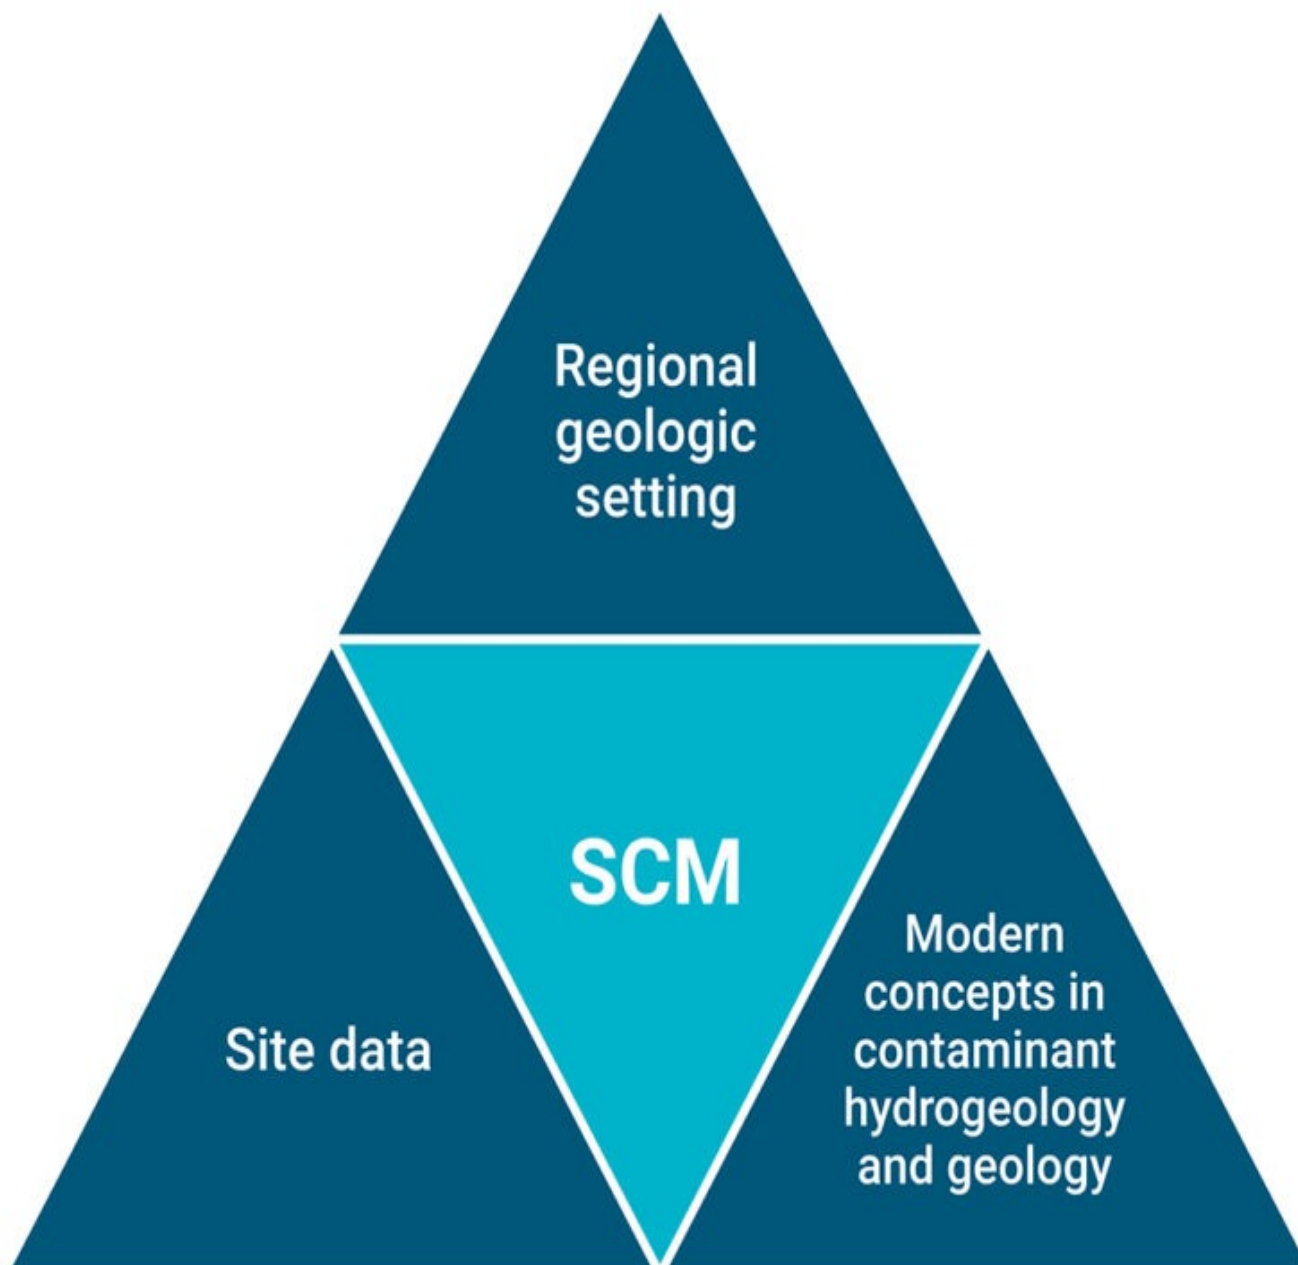 Regional
geologic
setting
SCM
Site data
Modern
concepts in
contaminant
hydrogeology
and geology